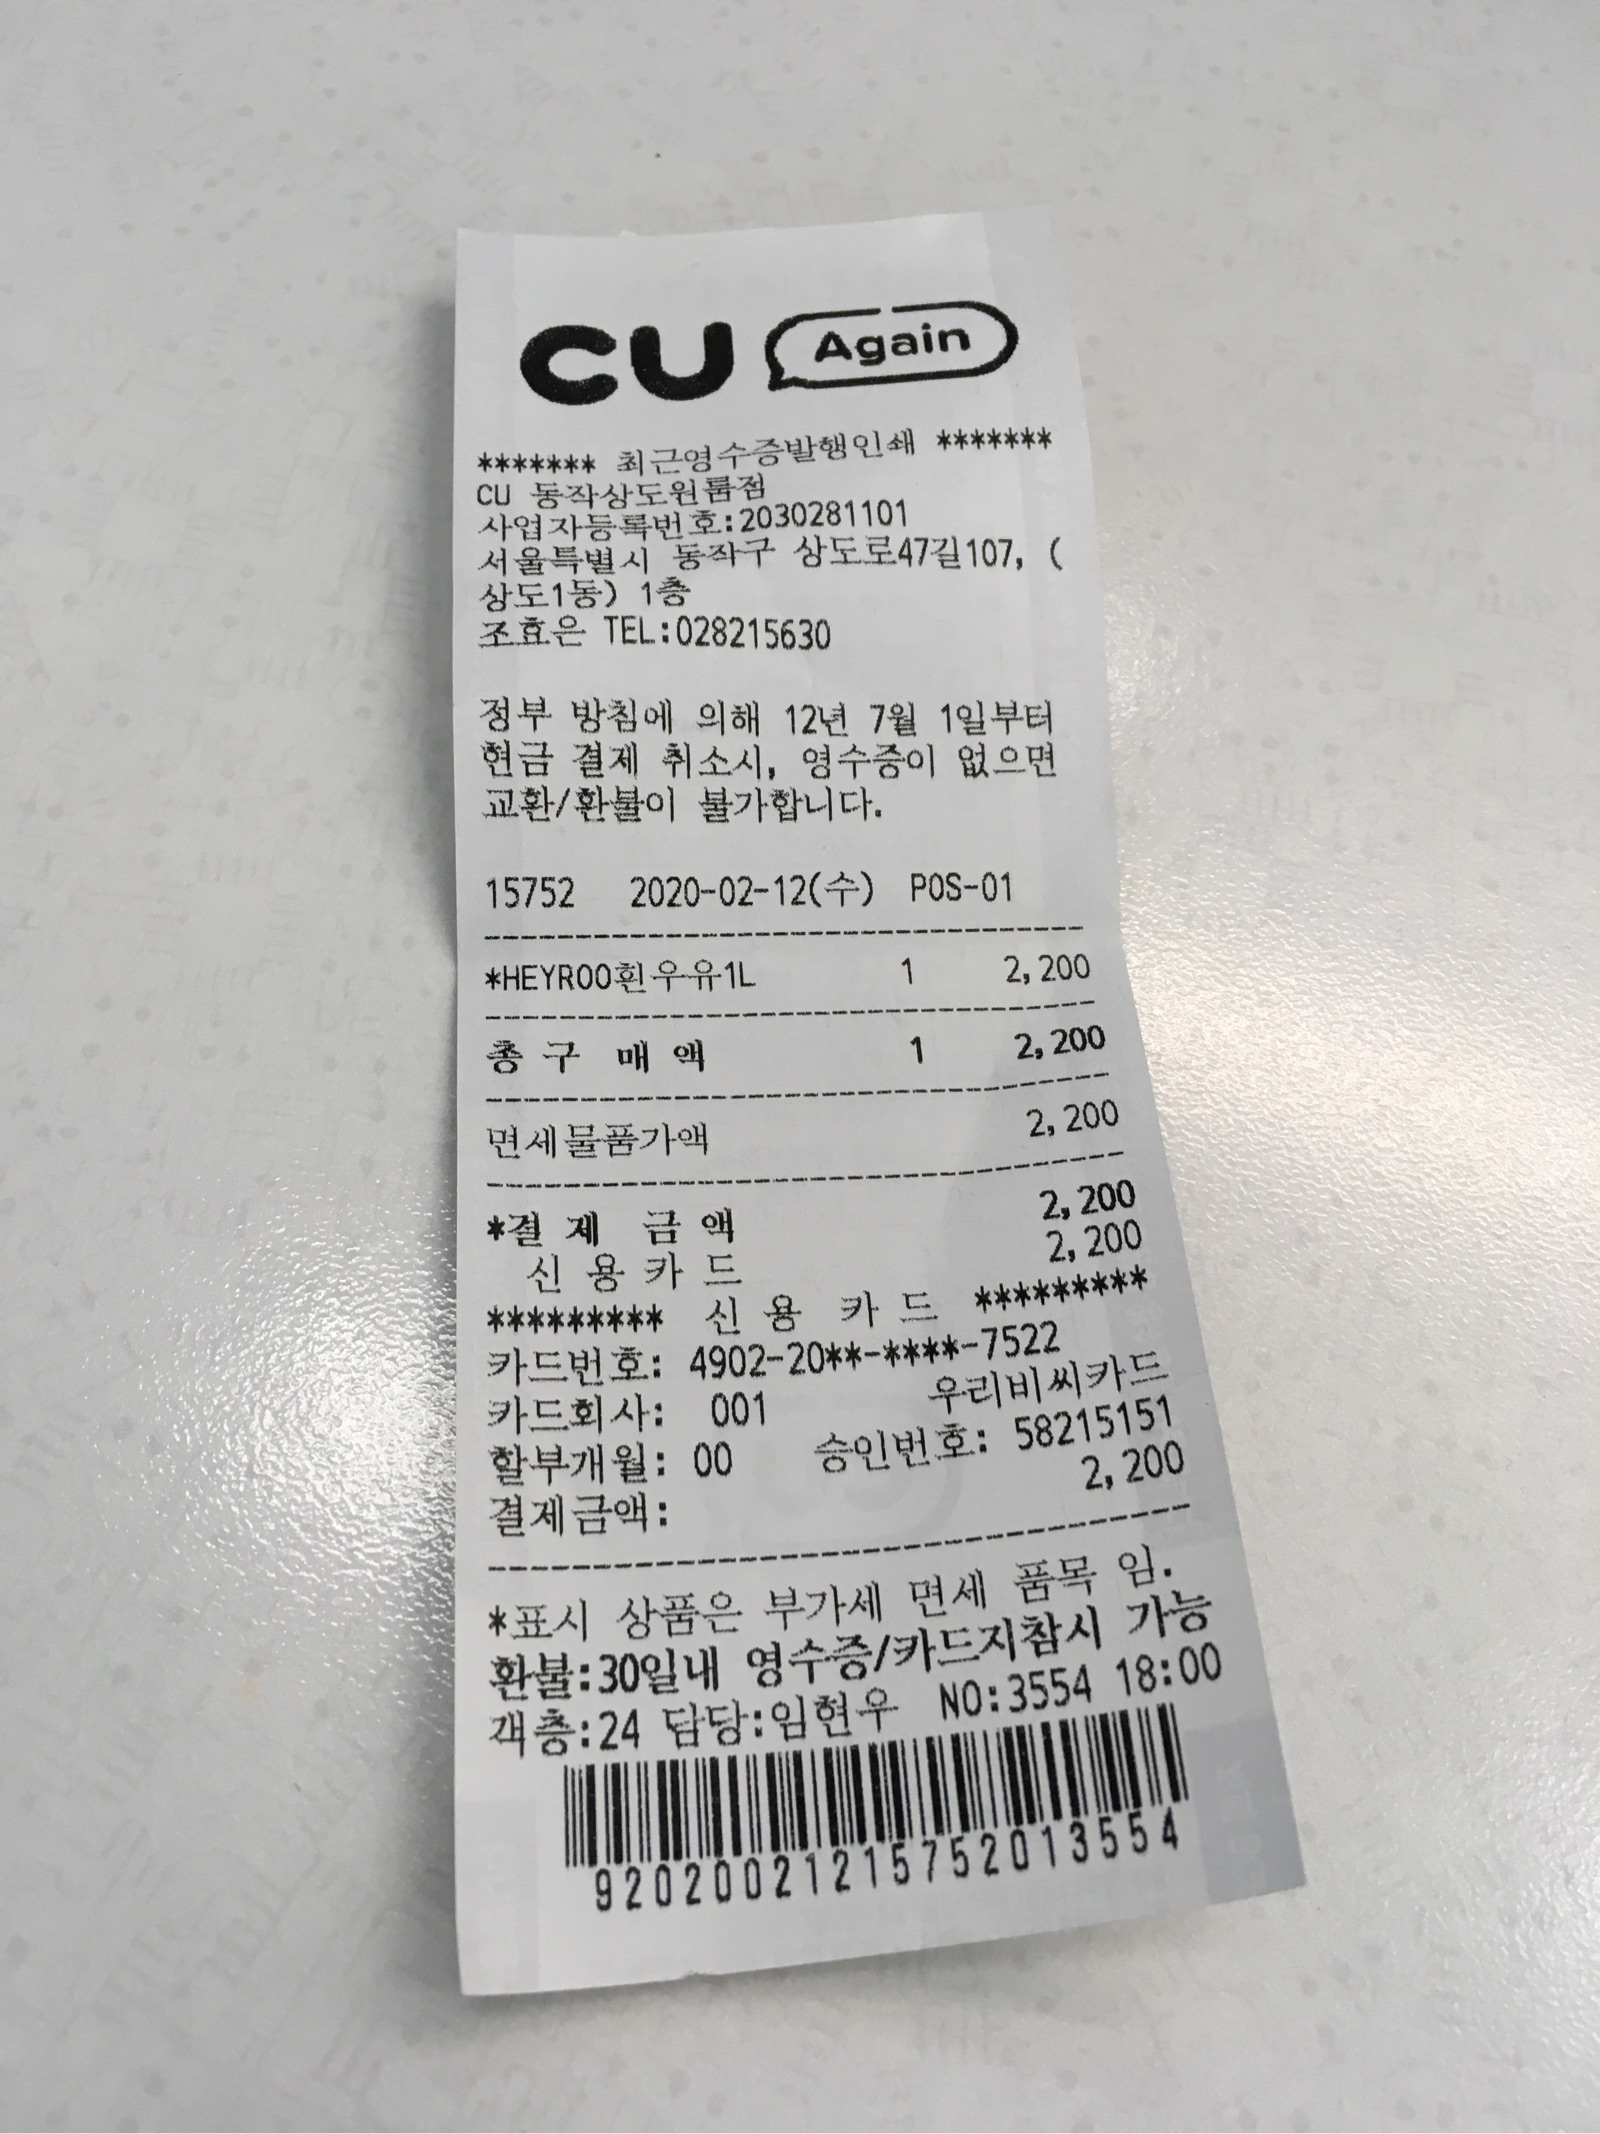 CU Again
******* 최근영수증발행인쇄 *******
CU 동작상도원룸점
사업자등록번호:2030281101
서울특별시 동작구 상도로47길107, (
상도1동) 1층
조효은 TEL:028215630
정부 방침에 의해 12년 7월 1일부터
현금 결제 취소시, 영수증이 없으면
교환/환불이 불가합니다.
15752 2020-02-12(수) POS-01
*HEYROO흰우유1L 1 2,200
총 구 매 액 1 2,200
면세물품가액 2,200
*결 제 금 액 2,200
신 용 카 드 2,200
********* 신 용 카 드 *********
카드번호: 4902-20**-****-7522
카드회사: 001 우리비씨카드
할부개월: 00 승인번호: 58215151
결제금액: 2,200
*표시 상품은 부가세 면세 품목 임.
환불:30일내 영수증/카드지참시 가능
객층:24 담당:임현우 NO:3554 18:00
92020021215752013554